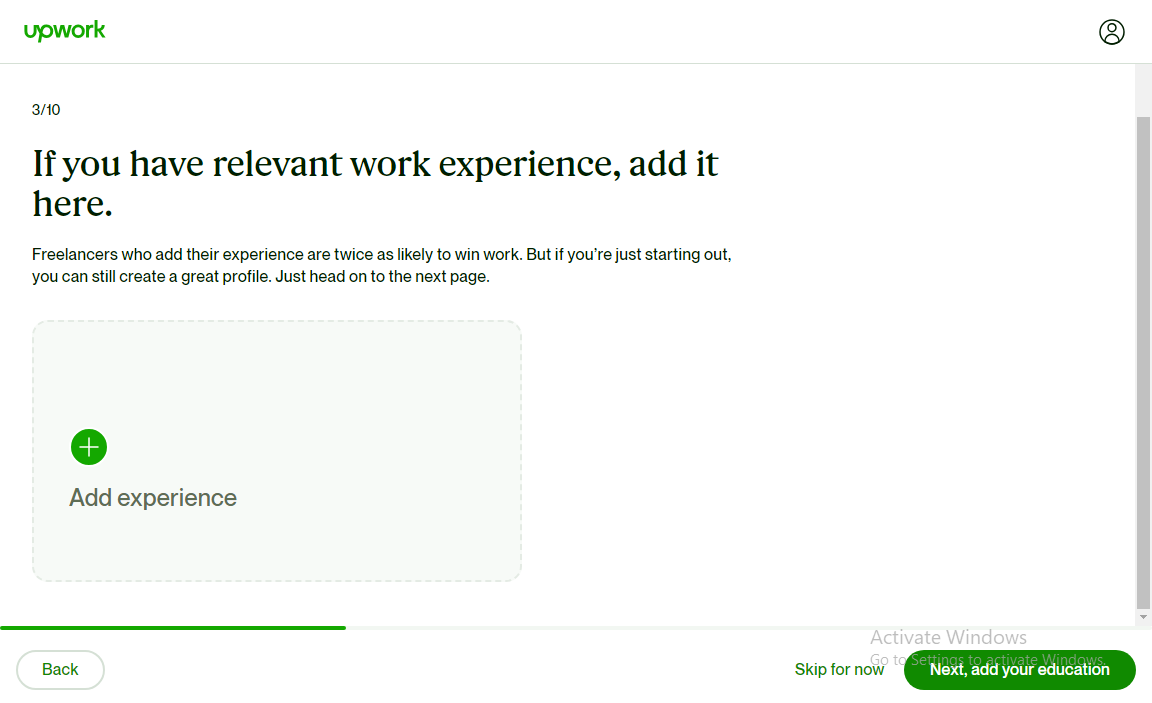 upwork
3/10
If you have relevant work experience, add it
here.
Freelancers who add their experience are twice as likely to win work. But if you’re just starting out,
you can still create a great profile. Just head on to the next page.
Add experience
Activate Windows
Go to Settings to activate Windows.
Back
Skip for now
Next, add your education